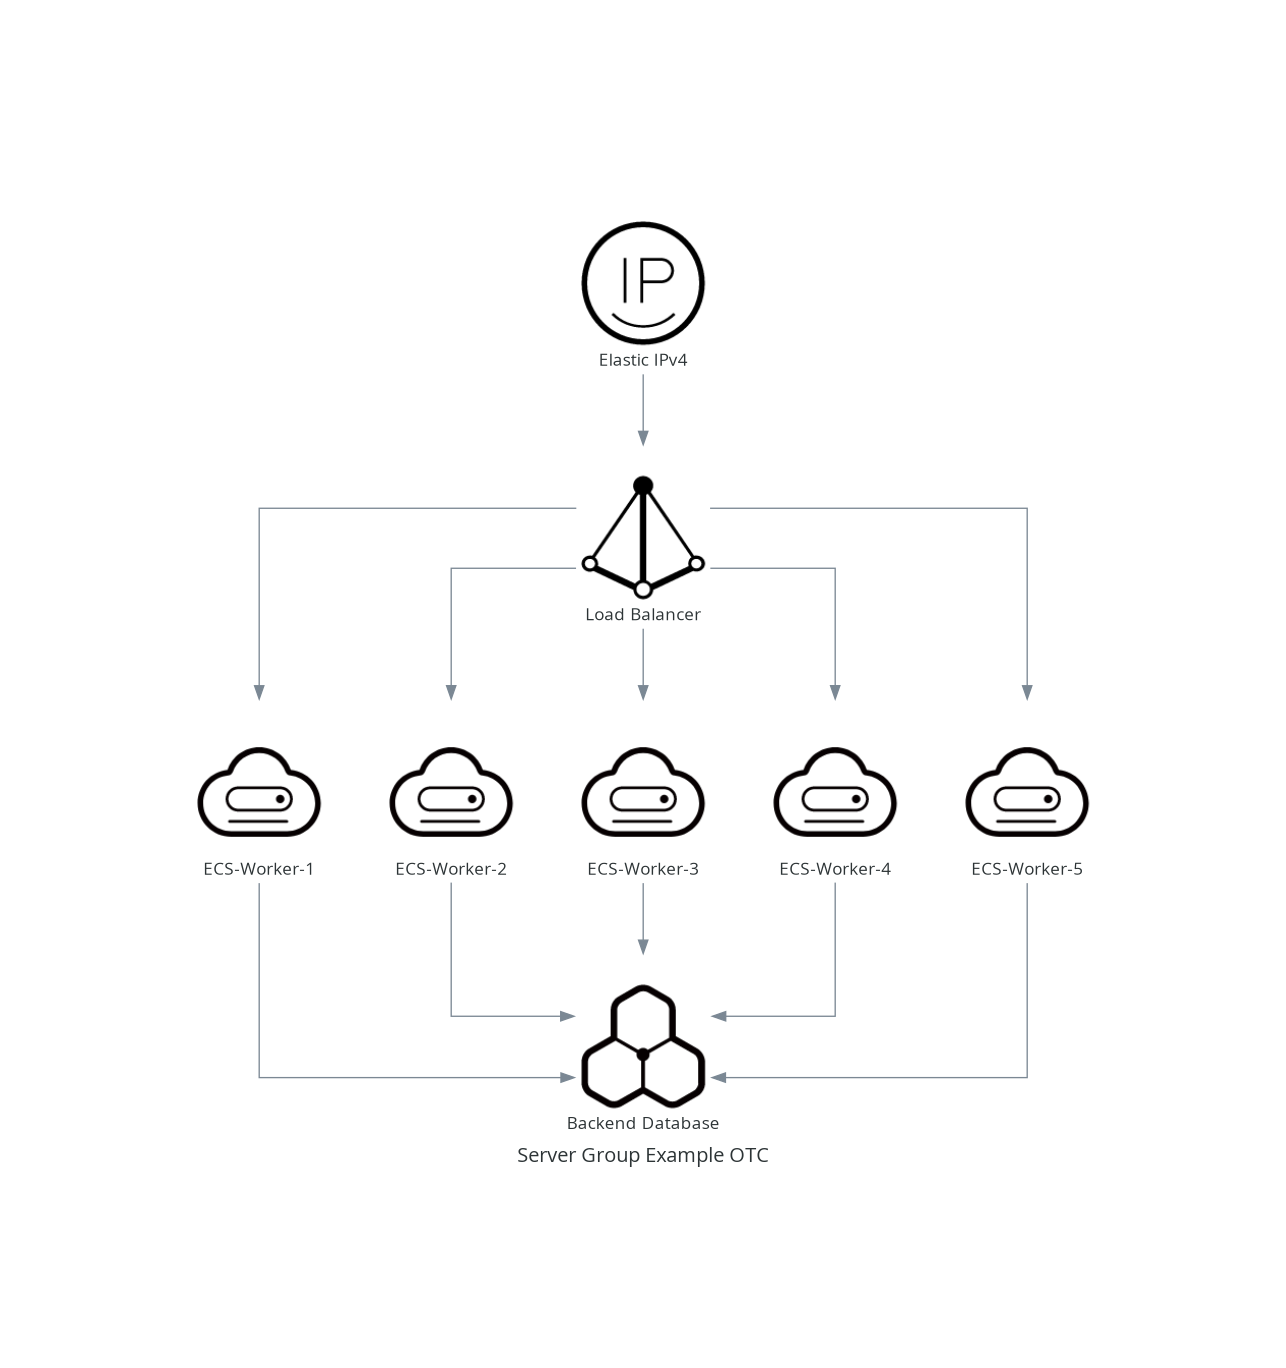 IP
Elastic IPv4
Load Balancer
ECS-Worker-1
ECS-Worker-2
ECS-Worker-3
ECS-Worker-4
ECS-Worker-5
Backend Database
Server Group Example OTC